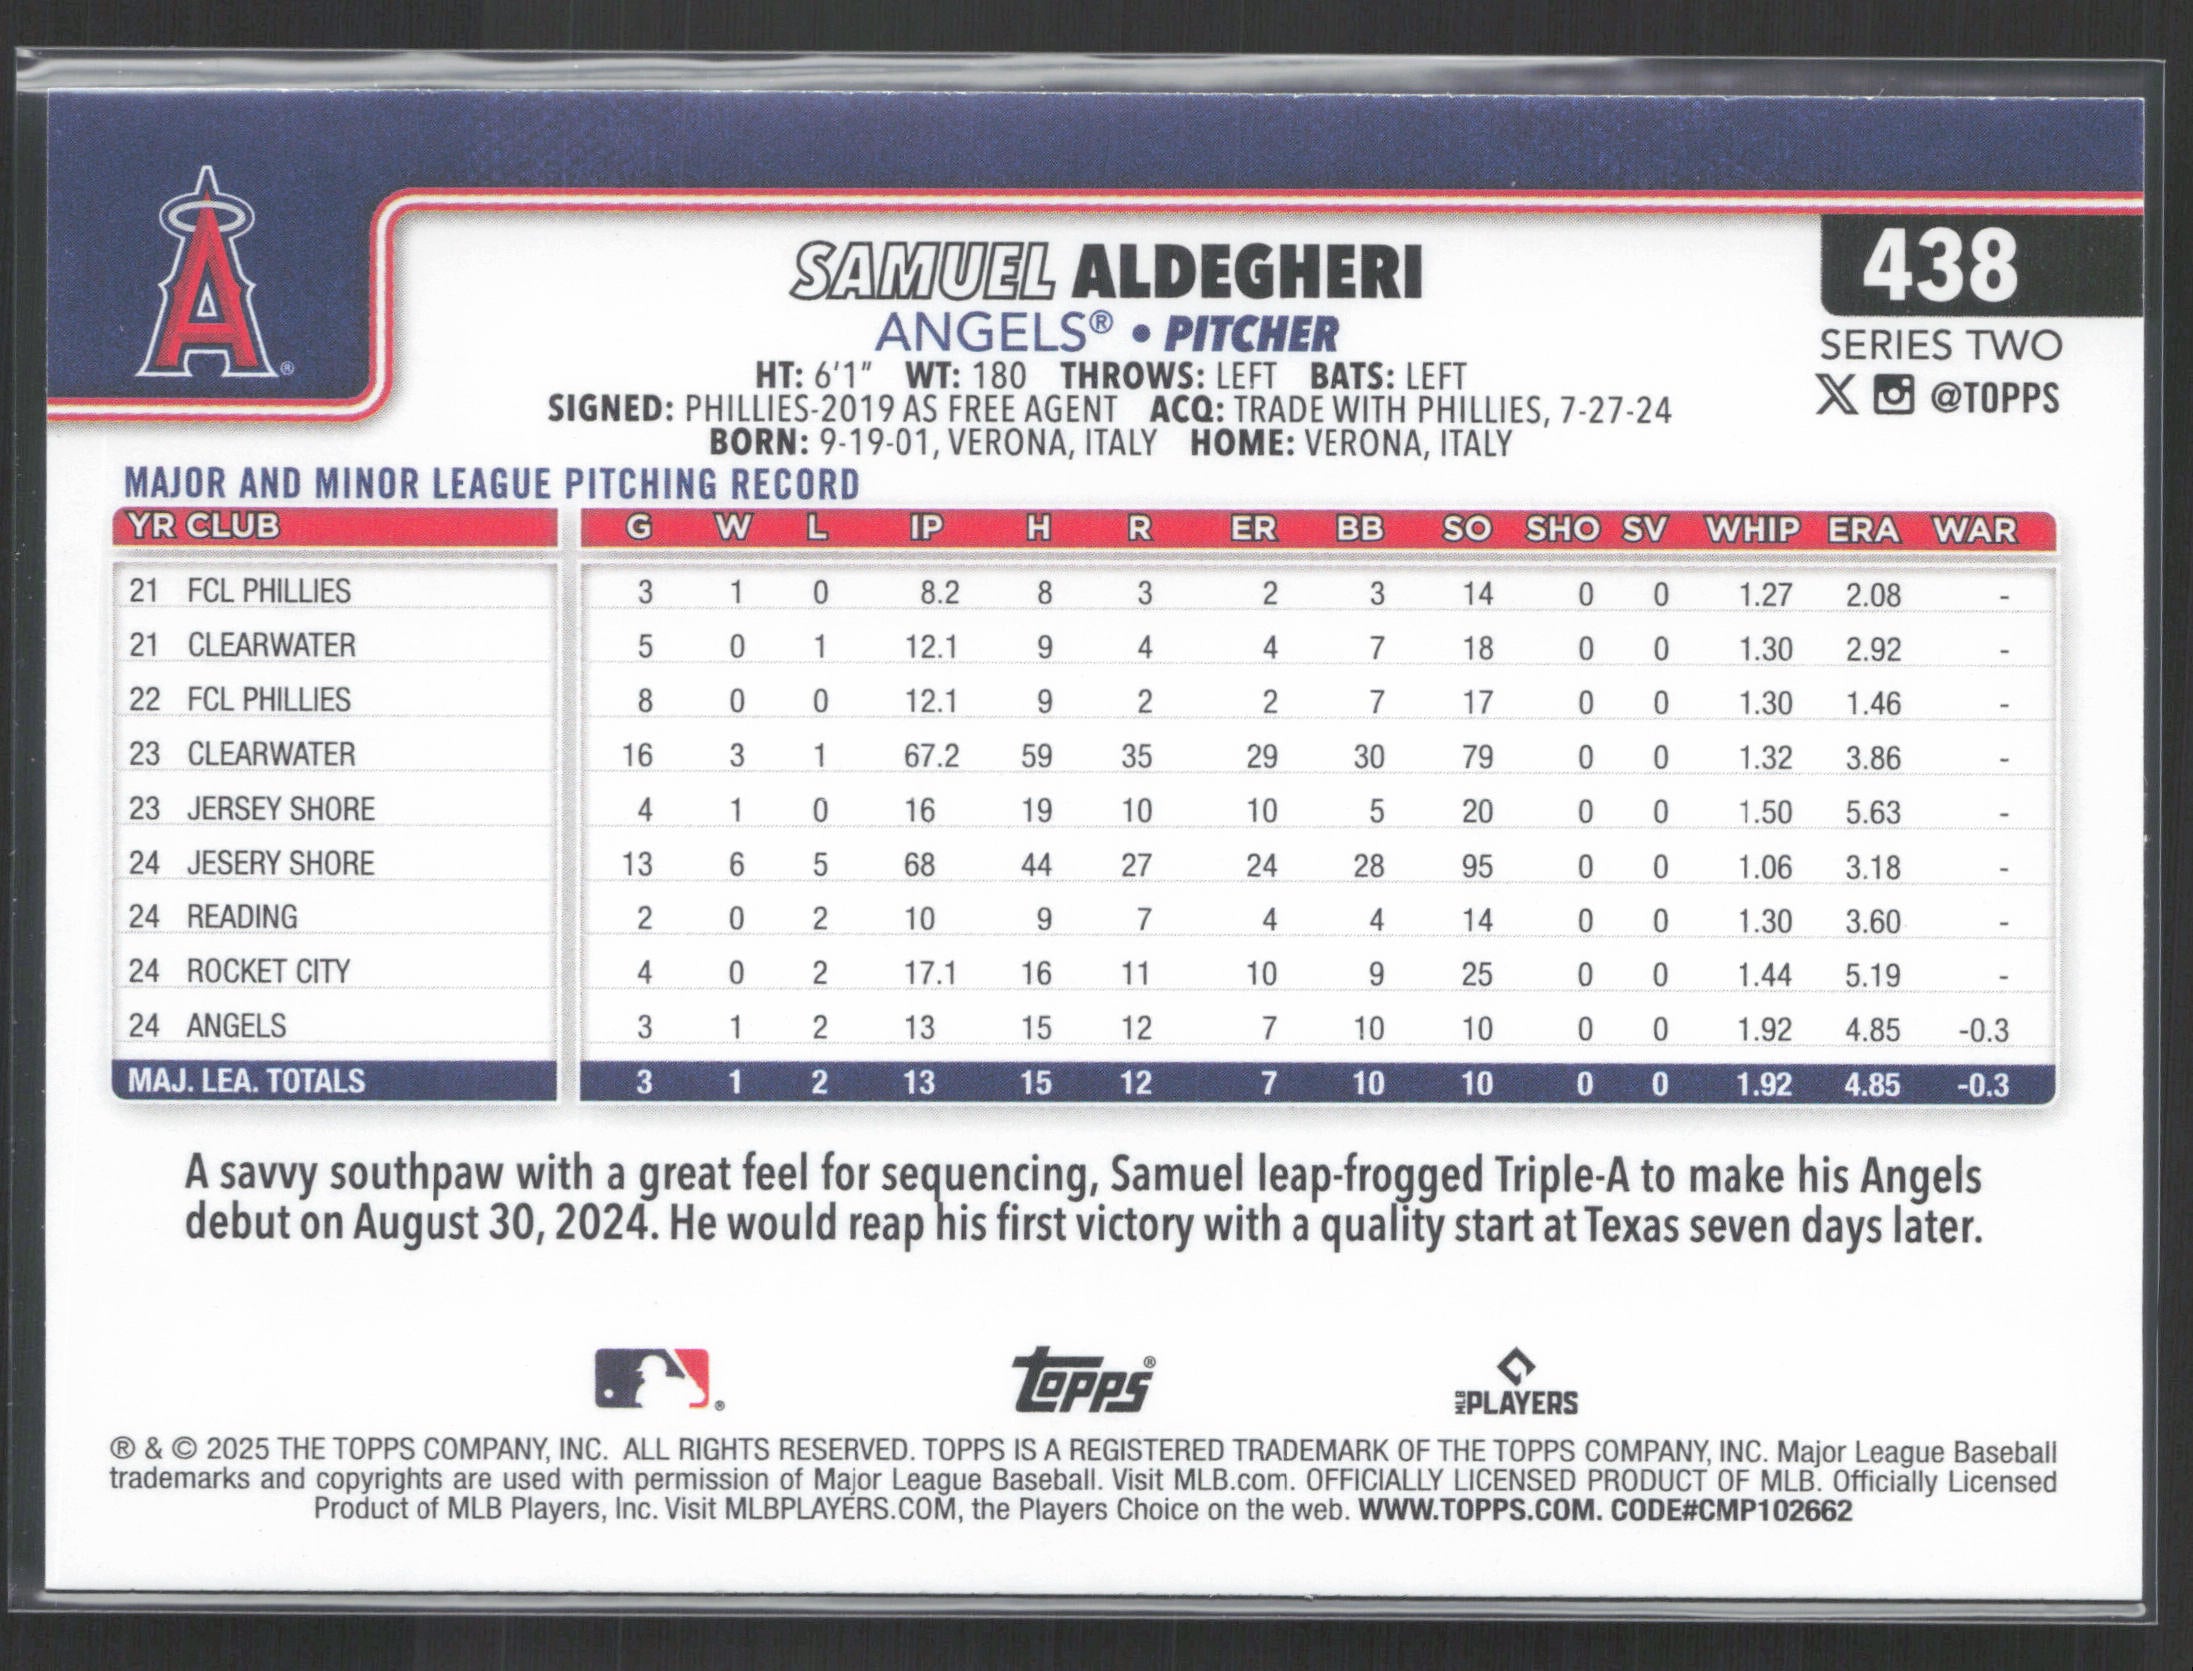 A®
SAMUEL ALDEGHERI
438
ANGELS® • PITCHER
SERIES TWO
HT: 6'1" WT: 180 THROWS: LEFT BATS: LEFT
X @TOPPS
SIGNED: PHILLIES-2019 AS FREE AGENT ACQ: TRADE WITH PHILLIES, 7-27-24
BORN: 9-19-01, VERONA, ITALY HOME: VERONA, ITALY
MAJOR AND MINOR LEAGUE PITCHING RECORD
YR CLUB G W L IP H R ER BB SO SHO SV WHIP ERA WAR
21 FCL PHILLIES 3 1 0 8.2 8 3 2 3 14 0 0 1.27 2.08 -
21 CLEARWATER 5 0 1 12.1 9 4 4 7 18 0 0 1.30 2.92 -
22 FCL PHILLIES 8 0 0 12.1 9 2 2 7 17 0 0 1.30 1.46 -
23 CLEARWATER 16 3 1 67.2 59 35 29 30 79 0 0 1.32 3.86 -
23 JERSEY SHORE 4 1 0 16 19 10 10 5 20 0 0 1.50 5.63 -
24 JESERY SHORE 13 6 5 68 44 27 24 28 95 0 0 1.06 3.18 -
24 READING 2 0 2 10 9 7 4 4 14 0 0 1.30 3.60 -
24 ROCKET CITY 4 0 2 17.1 16 11 10 9 25 0 0 1.44 5.19 -
24 ANGELS 3 1 2 13 15 12 7 10 10 0 0 1.92 4.85 -0.3
MAJ. LEA. TOTALS 3 1 2 13 15 12 7 10 10 0 0 1.92 4.85 -0.3
A savvy southpaw with a great feel for sequencing, Samuel leap-frogged Triple-A to make his Angels
debut on August 30, 2024. He would reap his first victory with a quality start at Texas seven days later.
® Topps® MLB PLAYERS
® & © 2025 THE TOPPS COMPANY, INC. ALL RIGHTS RESERVED. TOPPS IS A REGISTERED TRADEMARK OF THE TOPPS COMPANY, INC. Major League Baseball
trademarks and copyrights are used with permission of Major League Baseball. Visit MLB.com. OFFICIALLY LICENSED PRODUCT OF MLB. Officially Licensed
Product of MLB Players, Inc. Visit MLBPLAYERS.COM, the Players Choice on the web. WWW.TOPPS.COM. CODE#CMP102662